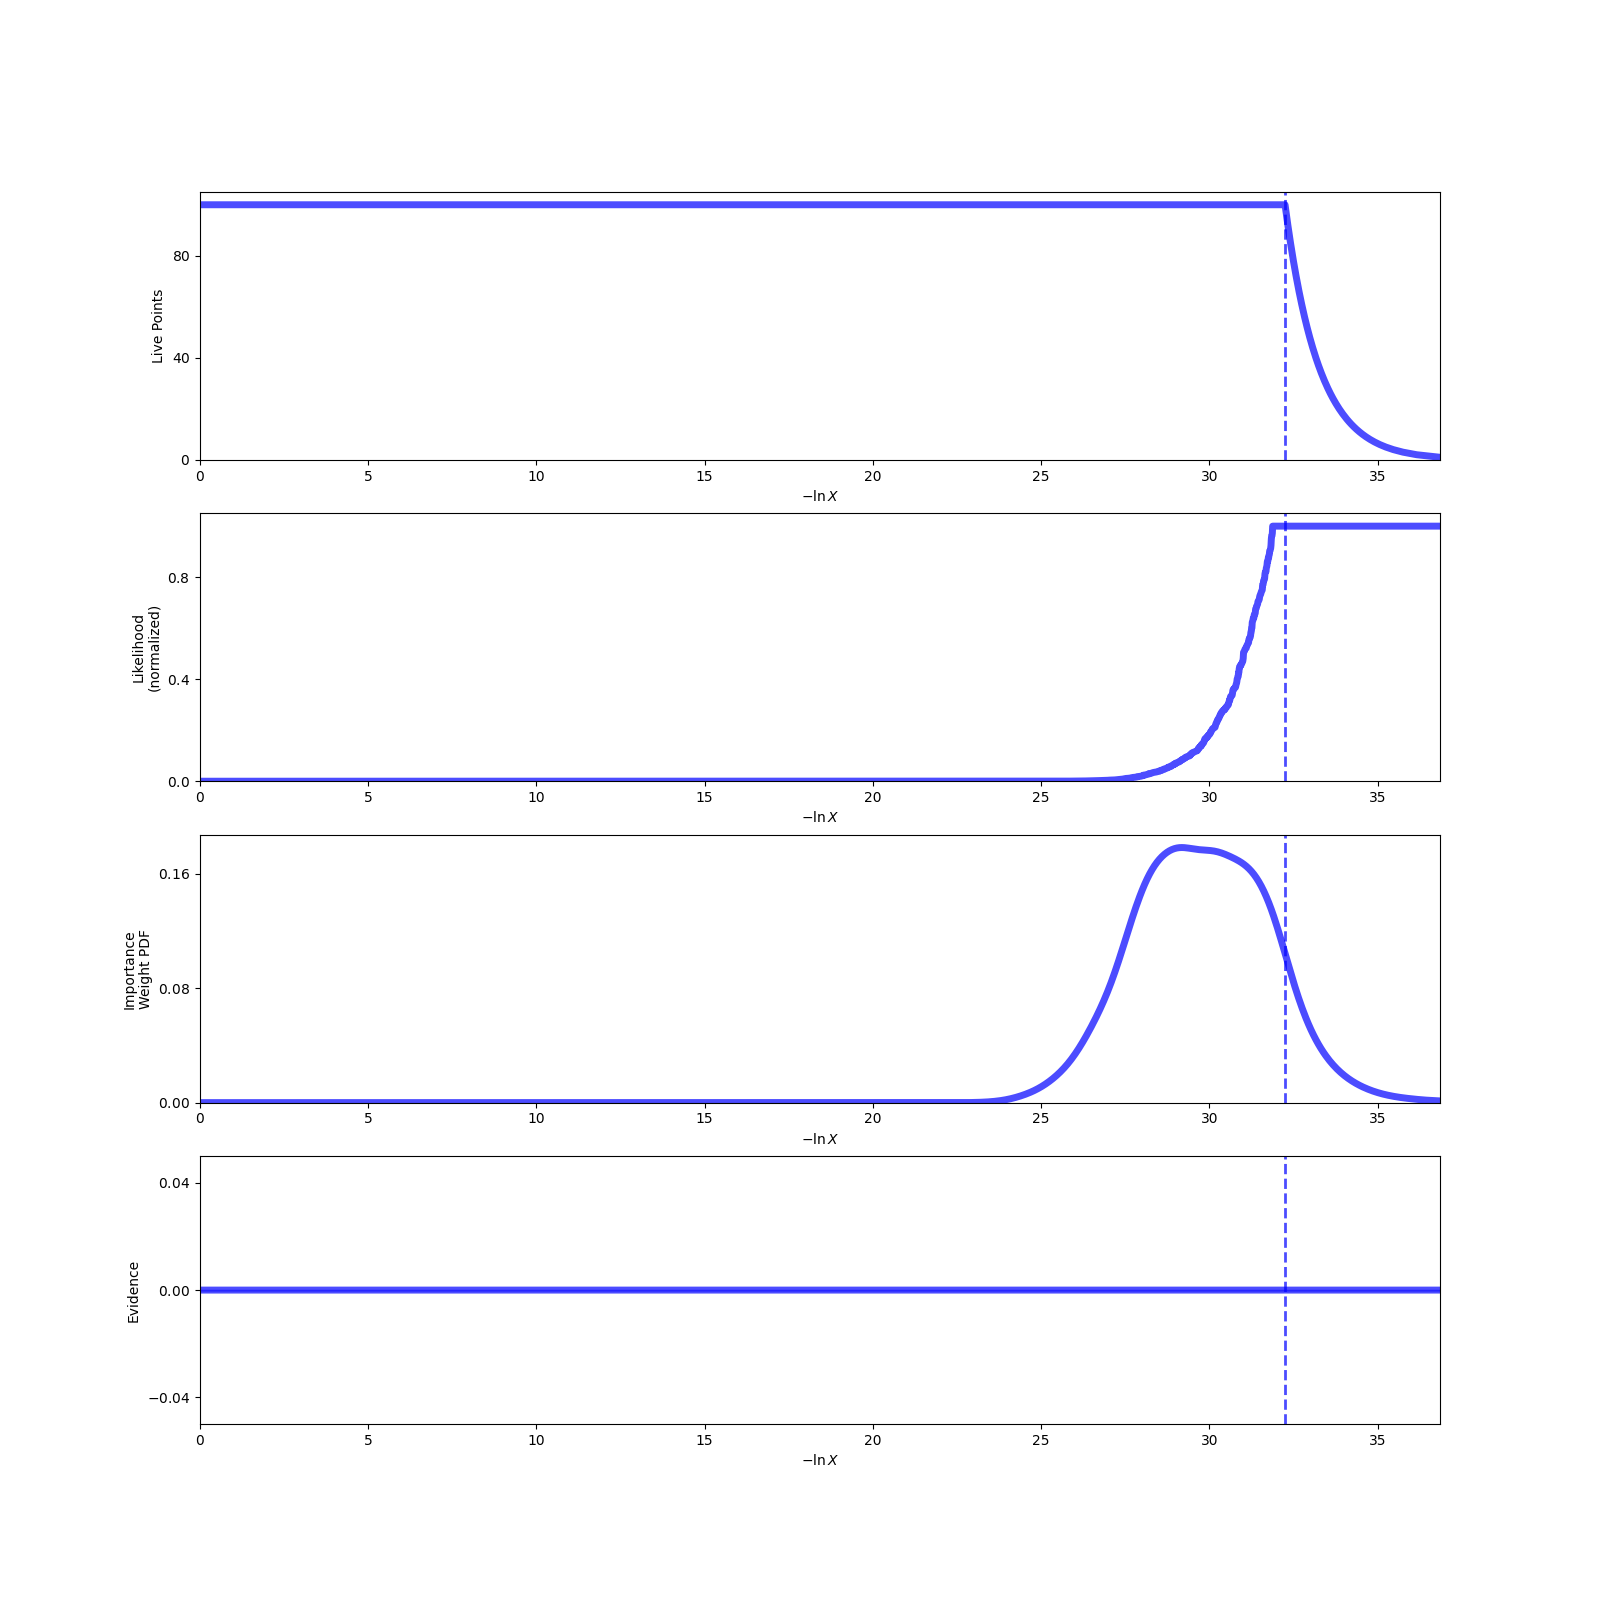 Live Points
80
40
0
0 5 10 15 20 25 30 35
−ln X
Likelihood
(normalized)
0.8
0.4
0.0
0 5 10 15 20 25 30 35
−ln X
Importance
Weight PDF
0.16
0.08
0.00
0 5 10 15 20 25 30 35
−ln X
Evidence
0.04
0.00
−0.04
0 5 10 15 20 25 30 35
−ln X